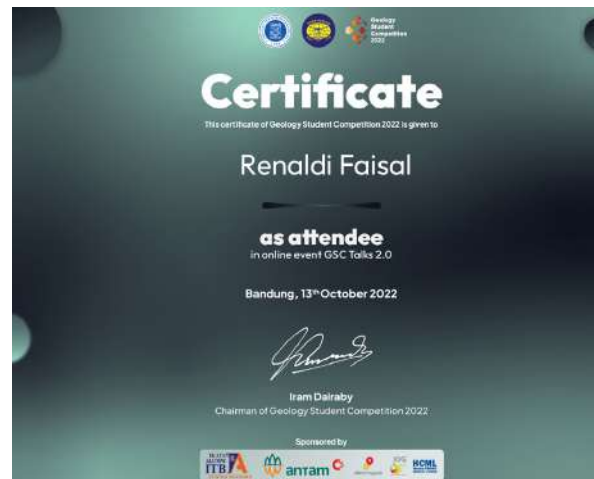 Geology
Student
Competition
2022
Certificate
This certificate of Geology Student Competition 2022 is given to
Renaldi Faisal
as attendee
in online event GSC Talks 2.0
Bandung, 13th October 2022
Iram Dairaby
Chairman of Geology Student Competition 2022
Sponsored by
ITB
antam
HCML